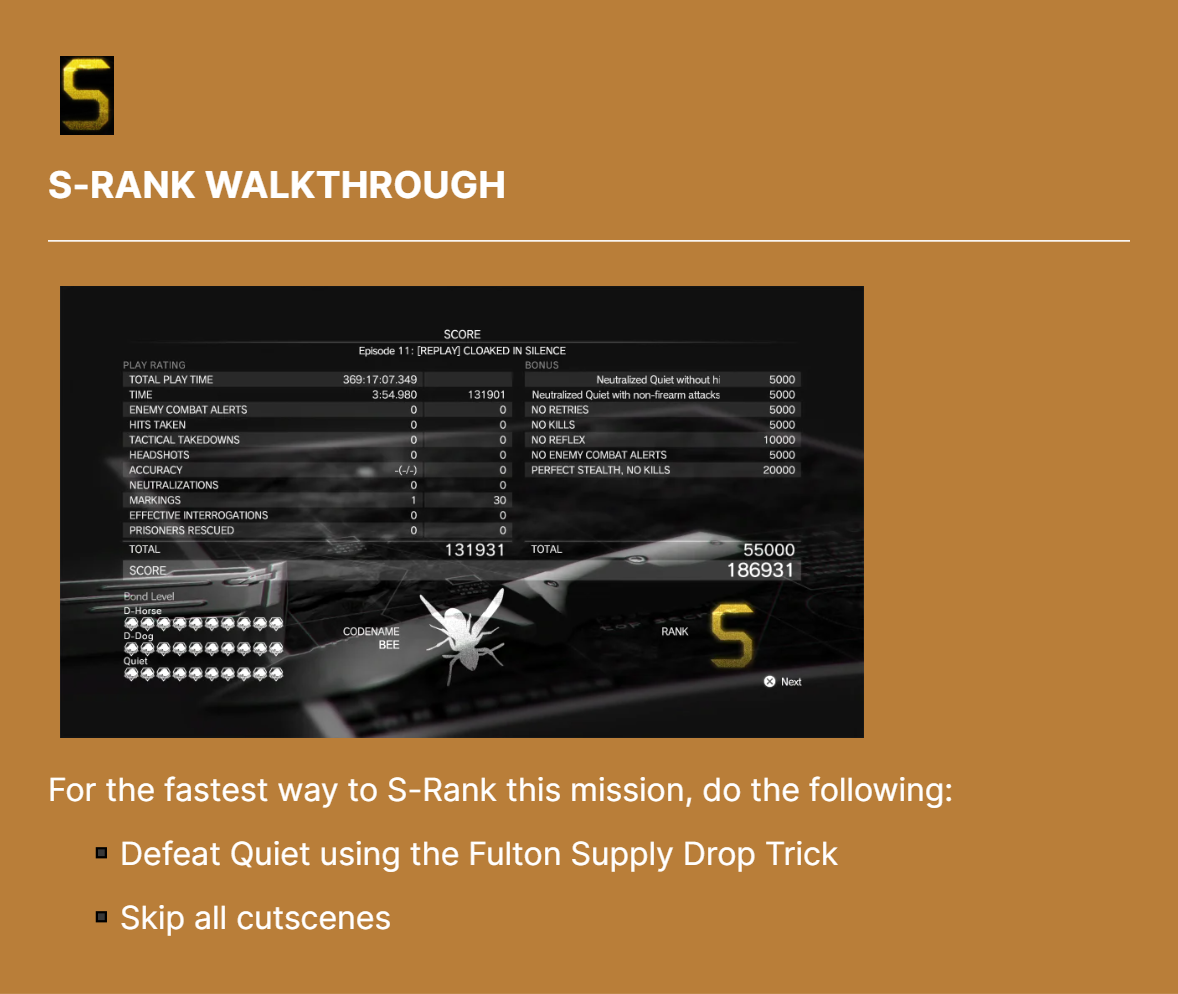 S
S-RANK WALKTHROUGH
SCORE
Episode 11: [REPLAY] CLOAKED IN SILENCE
PLAY RATING
TOTAL PLAY TIME 369:17:07.349
TIME 3:54.980 131901
ENEMY COMBAT ALERTS 0 0
HITS TAKEN 0 0
TACTICAL TAKEDOWNS 0 0
HEADSHOTS 0 0
ACCURACY -(-/-) 0
NEUTRALIZATIONS 0 0
MARKINGS 1 30
EFFECTIVE INTERROGATIONS 0 0
PRISONERS RESCUED 0 0
TOTAL 131931
BONUS
Neutralized Quiet without hi 5000
Neutralized Quiet with non-firearm attacks 5000
NO RETRIES 5000
NO KILLS 5000
NO REFLEX 10000
NO ENEMY COMBAT ALERTS 5000
PERFECT STEALTH, NO KILLS 20000
TOTAL 55000
SCORE 186931
Bond Level
D-Horse
D-Dog
Quiet
CODENAME
BEE
RANK S
Next
For the fastest way to S-Rank this mission, do the following:
Defeat Quiet using the Fulton Supply Drop Trick
Skip all cutscenes